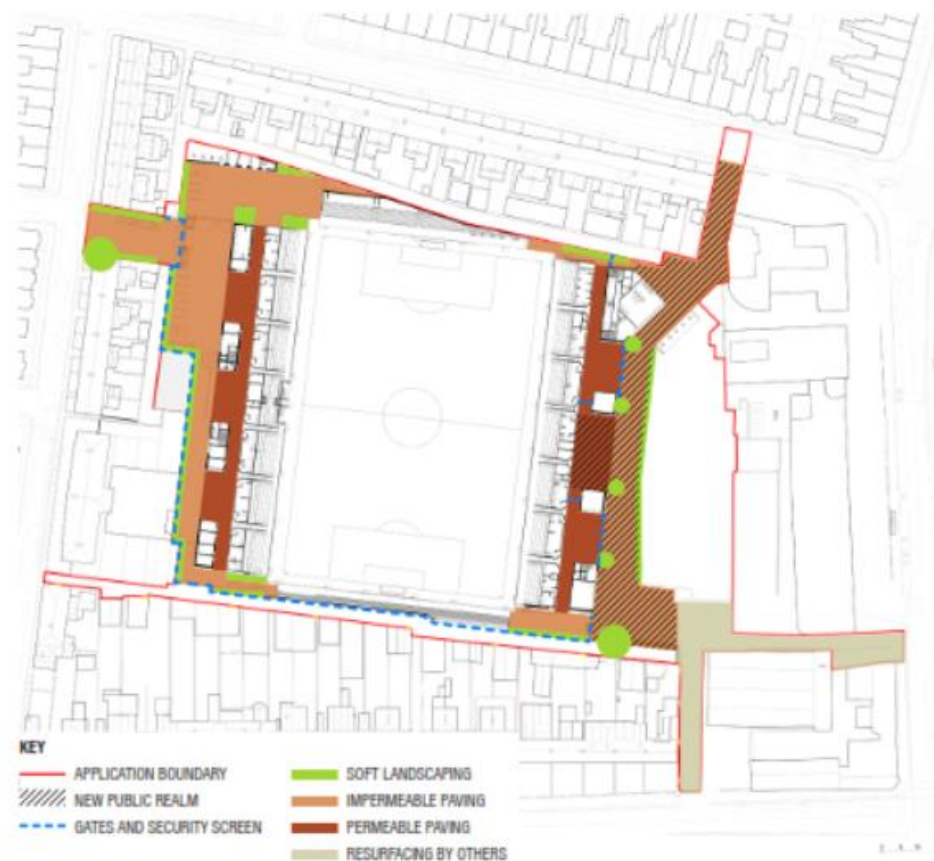 KEY
APPLICATION BOUNDARY
NEW PUBLIC REALM
GATES AND SECURITY SCREEN
SOFT LANDSCAPING
IMPERMEABLE PAVING
PERMEABLE PAVING
RESURFACING BY OTHERS